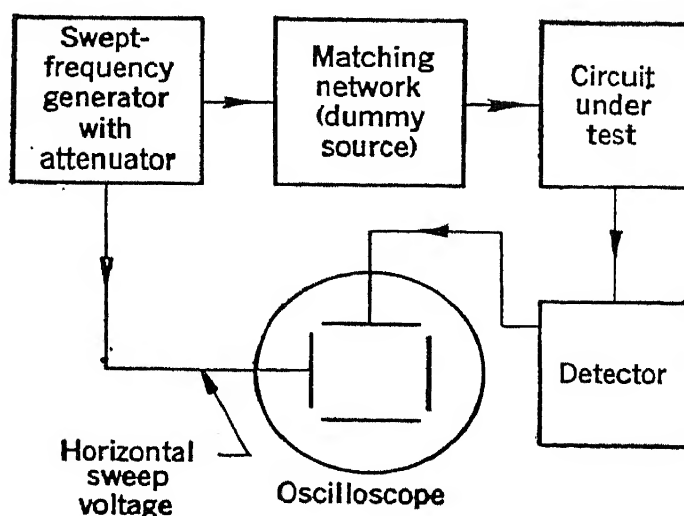 Swept-
frequency
generator
with
attenuator
Matching
network
(dummy
source)
Circuit
under
test
Detector
Horizontal
sweep
voltage
Oscilloscope